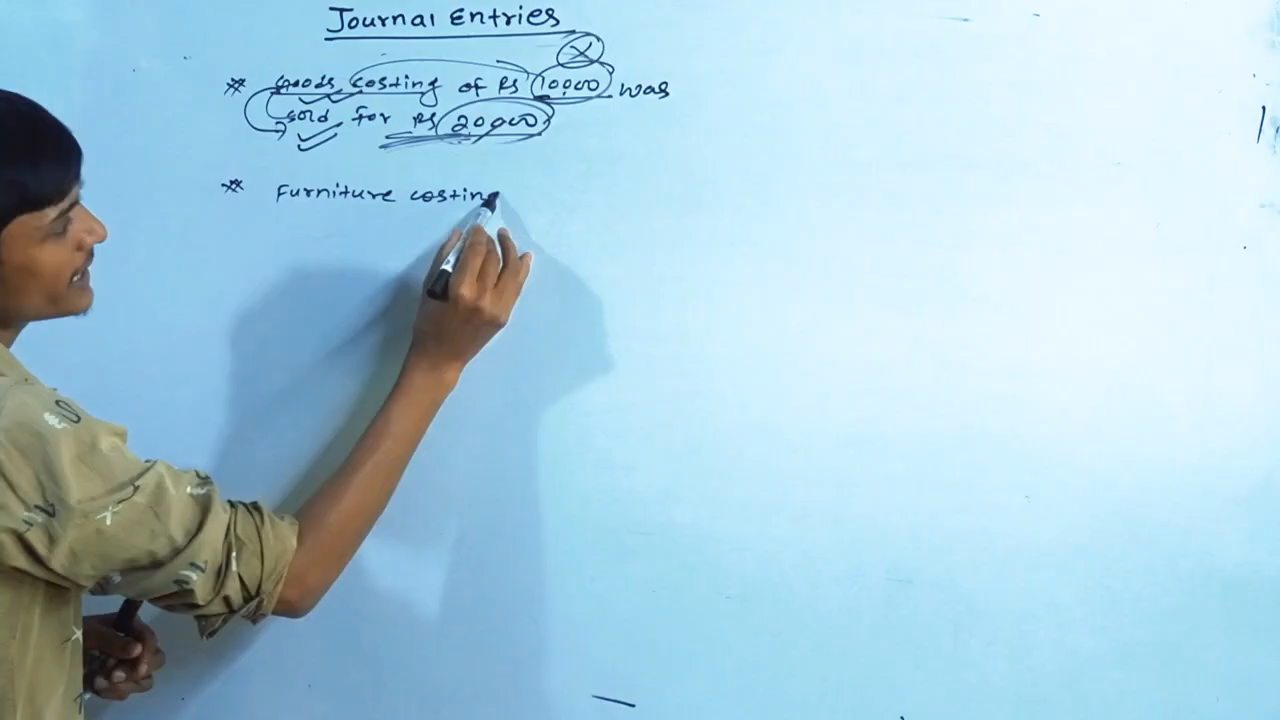 Journal Entries
* Goods costing of Rs 10000 was
sold for Rs 20000
* Furniture costing